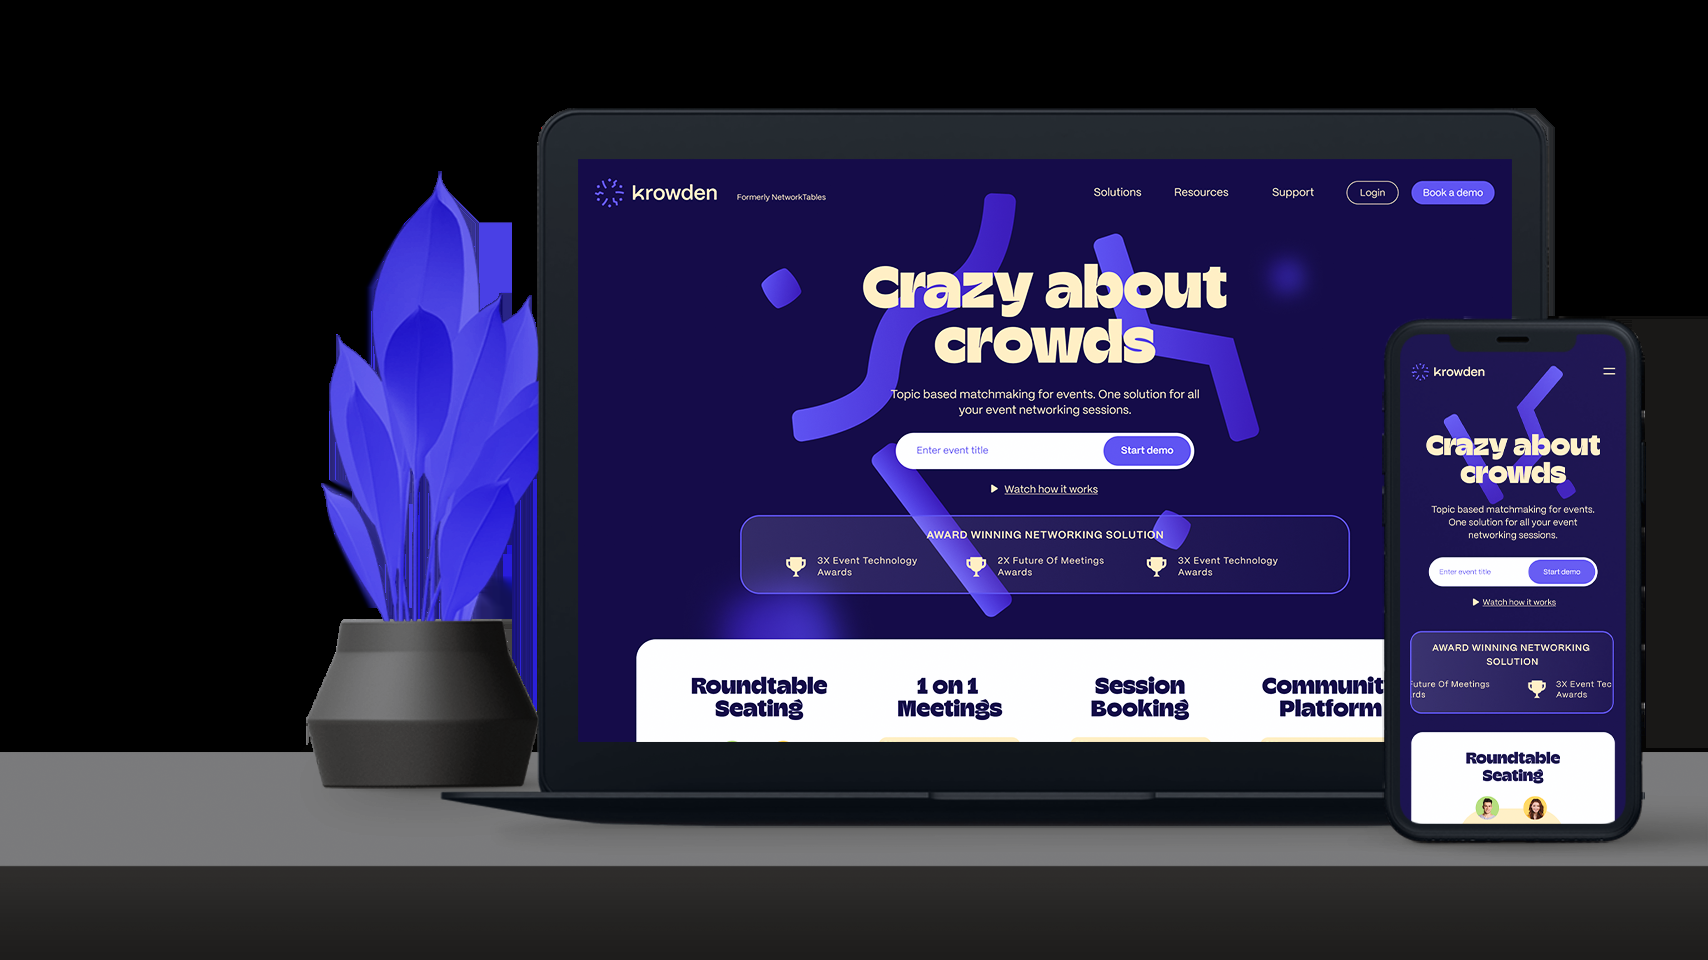 krowden
Formerly NetworkTables
Solutions
Resources
Support
Login
Book a demo
Crazy about
crowds
Topic based matchmaking for events. One solution for all
your event networking sessions.
Enter event title
Start demo
Watch how it works
AWARD WINNING NETWORKING SOLUTION
3X Event Technology
Awards
2X Future Of Meetings
Awards
3X Event Technology
Awards
Roundtable
Seating
1 on 1
Meetings
Session
Booking
Communit
Platform
krowden
Crazy about
crowds
Topic based matchmaking for events.
One solution for all your event
networking sessions.
Enter event title
Start demo
Watch how it works
AWARD WINNING NETWORKING
SOLUTION
uture Of Meetings
rds
3X Event Tec
Awards
Roundtable
Seating